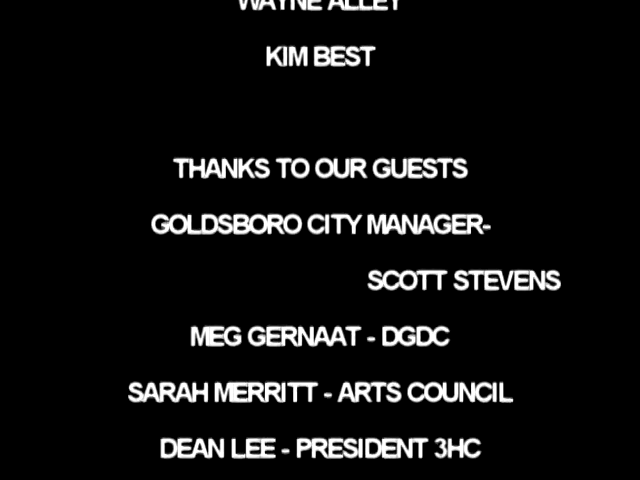 WAYNE ALLEY
KIM BEST
THANKS TO OUR GUESTS
GOLDSBORO CITY MANAGER-
SCOTT STEVENS
MEG GERNAAT - DGDC
SARAH MERRITT - ARTS COUNCIL
DEAN LEE - PRESIDENT 3HC